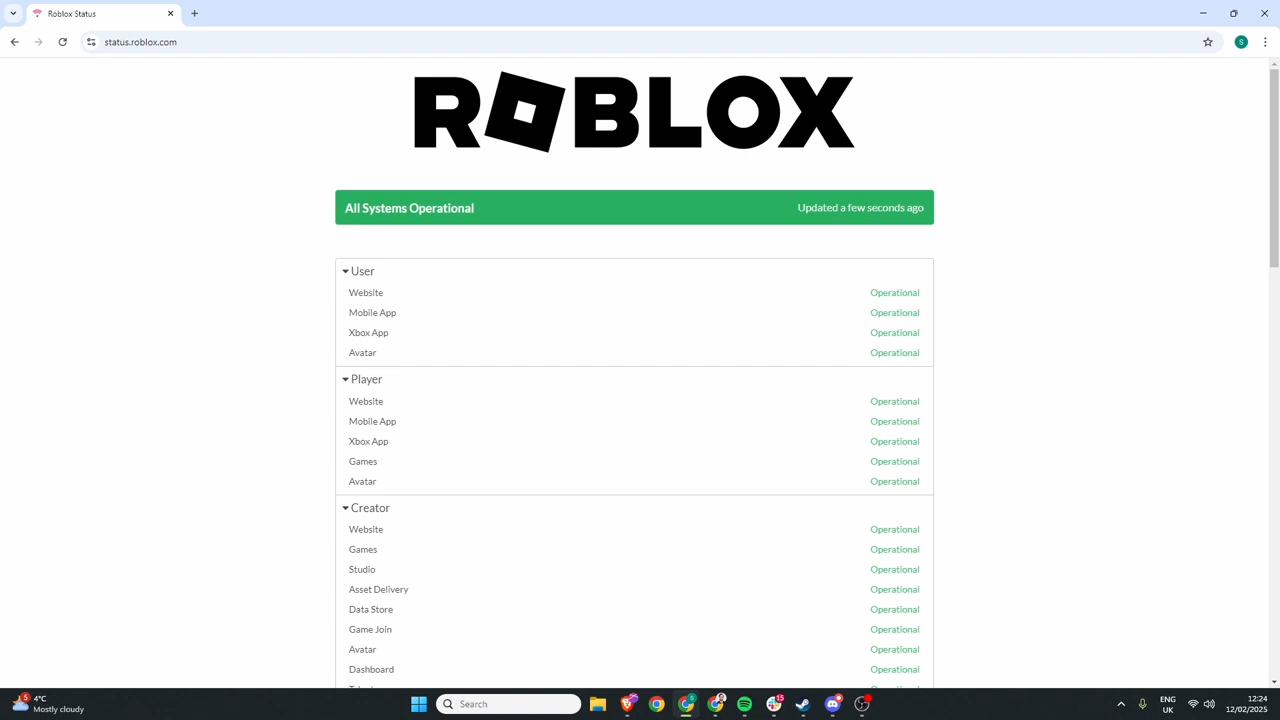 Roblox Status
status.roblox.com
S
ROBLOX
All Systems Operational Updated a few seconds ago
User
Website Operational
Mobile App Operational
Xbox App Operational
Avatar Operational
Player
Website Operational
Mobile App Operational
Xbox App Operational
Games Operational
Avatar Operational
Creator
Website Operational
Games Operational
Studio Operational
Asset Delivery Operational
Data Store Operational
Game Join Operational
Avatar Operational
Dashboard Operational
5 4°C
Mostly cloudy
Search
5
15
ENG
UK
12:24
12/02/2025